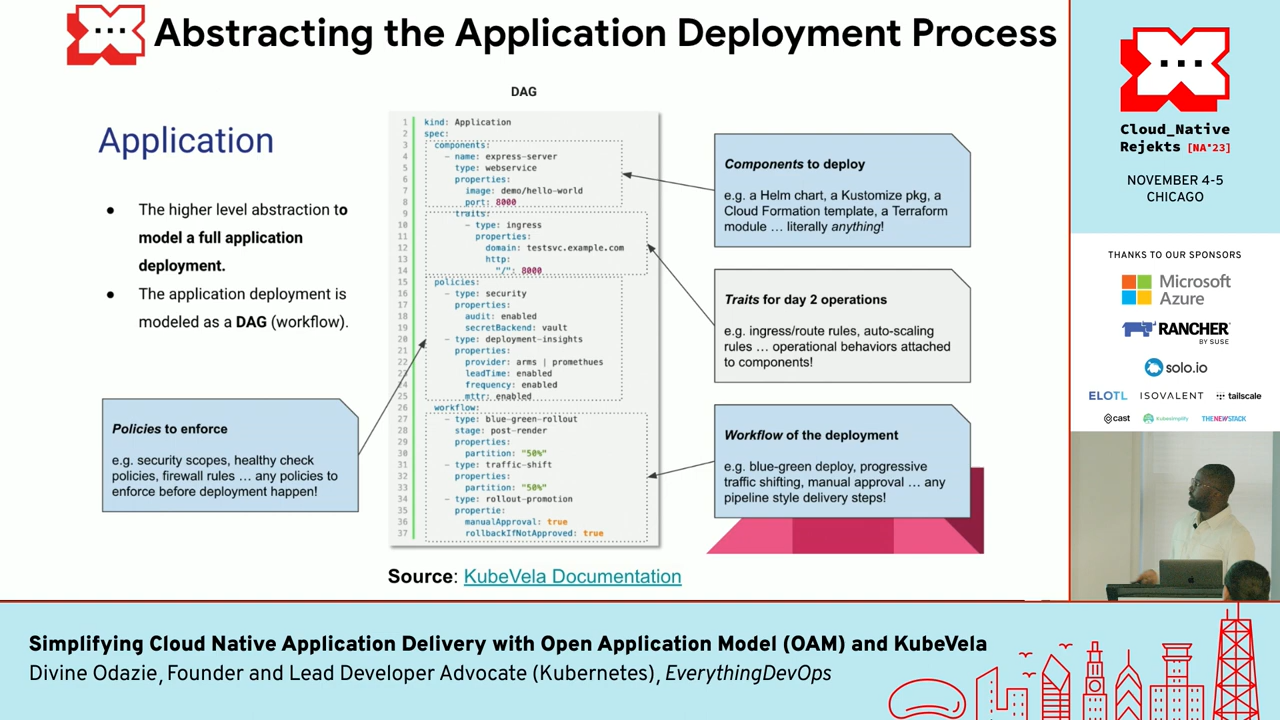 Abstracting the Application Deployment Process
DAG
Application
● The higher level abstraction to
model a full application
deployment.
● The application deployment is
modeled as a DAG (workflow).
Policies to enforce
e.g. security scopes, healthy check
policies, firewall rules … any policies to
enforce before deployment happen!
1 kind: Application
2 spec:
3 components:
4 - name: express-server
5 type: webservice
6 properties:
7 image: demo/hello-world
8 port: 8000
9 traits:
10 - type: ingress
11 properties:
12 domain: testsvc.example.com
13 http:
14 "/": 8000
15 policies:
16 - type: security
17 properties:
18 audit: enabled
19 secretBackend: vault
20 - type: deployment-insights
21 properties:
22 provider: arms | promethues
23 leadTime: enabled
24 frequency: enabled
25 mttr: enabled
26 workflow:
27 - type: blue-green-rollout
28 stage: post-render
29 properties:
30 partition: "50%"
31 - type: traffic-shift
32 properties:
33 partition: "50%"
34 - type: rollout-promotion
35 propertie:
36 manualApproval: true
37 rollbackIfNotApproved: true
Components to deploy
e.g. a Helm chart, a Kustomize pkg, a
Cloud Formation template, a Terraform
module … literally anything!
Traits for day 2 operations
e.g. ingress/route rules, auto-scaling
rules … operational behaviors attached
to components!
Workflow of the deployment
e.g. blue-green deploy, progressive
traffic shifting, manual approval … any
pipeline style delivery steps!
Source: KubeVela Documentation
Cloud_Native
Rejekts [NA'23]
NOVEMBER 4-5
CHICAGO
THANKS TO OUR SPONSORS
Microsoft
Azure
RANCHER
BY SUSE
solo.io
ELOTL ISOVALENT tailscale
cast Kubesimplify THENEWSTACK
Simplifying Cloud Native Application Delivery with Open Application Model (OAM) and KubeVela
Divine Odazie, Founder and Lead Developer Advocate (Kubernetes), EverythingDevOps